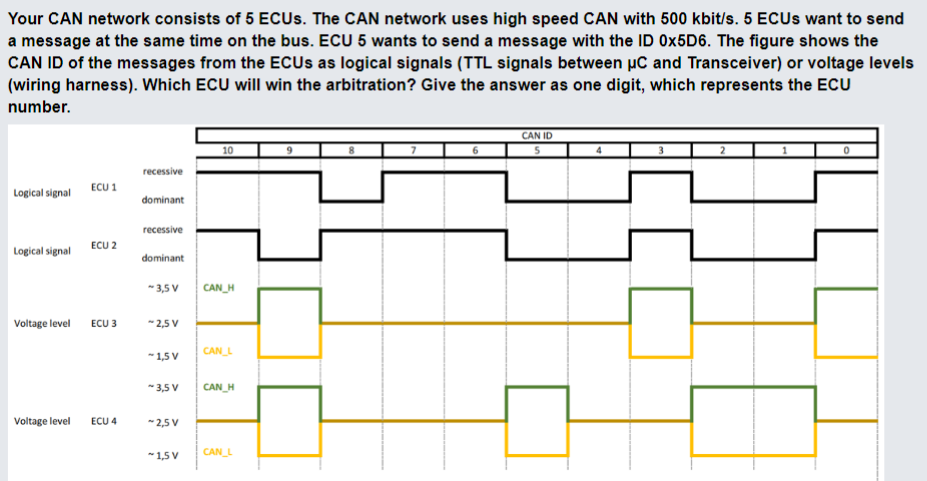 Your CAN network consists of 5 ECUs. The CAN network uses high speed CAN with 500 kbit/s. 5 ECUs want to send
a message at the same time on the bus. ECU 5 wants to send a message with the ID 0x5D6. The figure shows the
CAN ID of the messages from the ECUs as logical signals (TTL signals between µC and Transceiver) or voltage levels
(wiring harness). Which ECU will win the arbitration? Give the answer as one digit, which represents the ECU
number.
CAN ID
10 9 8 7 6 5 4 3 2 1 0
recessive
Logical signal ECU 1
dominant
recessive
Logical signal ECU 2
dominant
~ 3,5 V CAN_H
Voltage level ECU 3 ~ 2,5 V
~ 1,5 V CAN_L
~ 3,5 V CAN_H
Voltage level ECU 4 ~ 2,5 V
~ 1,5 V CAN_L